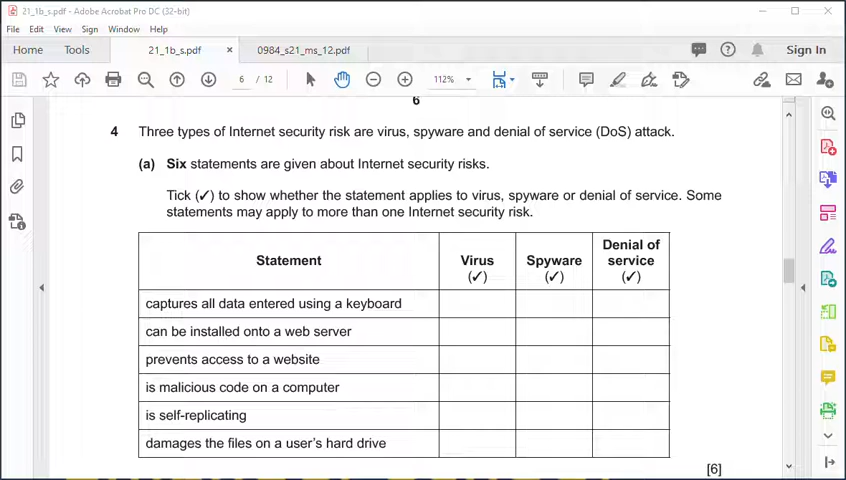 21_1b_s.pdf - Adobe Acrobat Pro DC (32-bit)
File Edit View Sign Window Help
Home Tools 21_1b_s.pdf × 0984_s21_ms_12.pdf Sign In
6 / 12 112%
6
4 Three types of Internet security risk are virus, spyware and denial of service (DoS) attack.
(a) Six statements are given about Internet security risks.
Tick (✓) to show whether the statement applies to virus, spyware or denial of service. Some
statements may apply to more than one Internet security risk.
Statement Virus (✓) Spyware (✓) Denial of service (✓)
captures all data entered using a keyboard
can be installed onto a web server
prevents access to a website
is malicious code on a computer
is self-replicating
damages the files on a user's hard drive
[6]